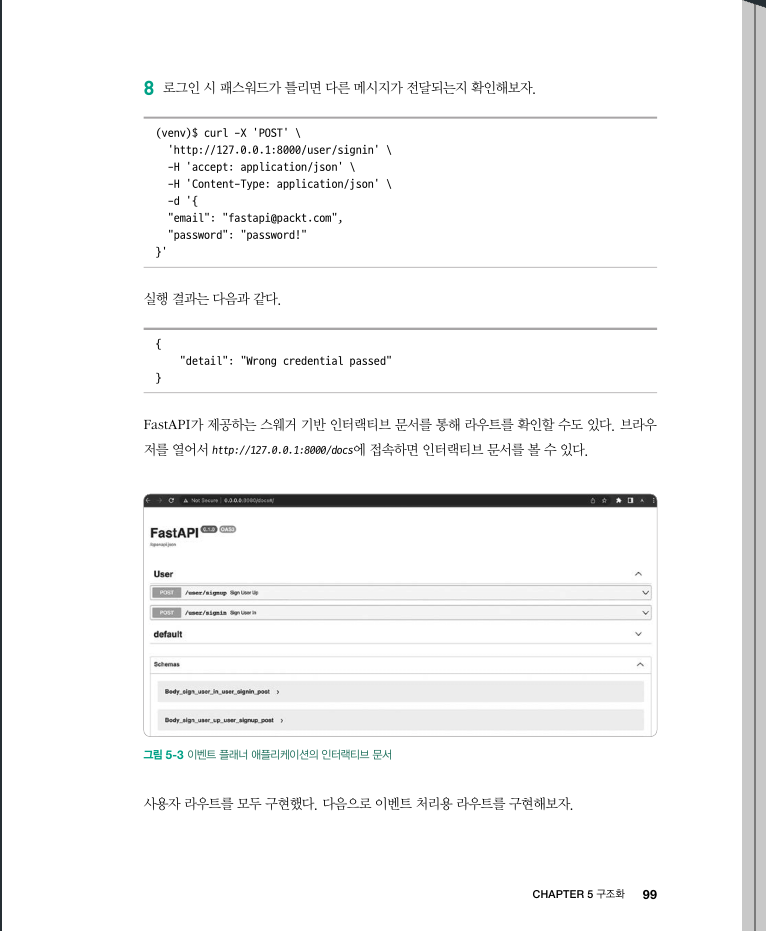 8 로그인 시 패스워드가 틀리면 다른 메시지가 전달되는지 확인해보자.
(venv)$ curl -X 'POST' \
'http://127.0.0.1:8000/user/signin' \
-H 'accept: application/json' \
-H 'Content-Type: application/json' \
-d '{
"email": "fastapi@packt.com",
"password": "password!"
}'
실행 결과는 다음과 같다.
{
"detail": "Wrong credential passed"
}
FastAPI가 제공하는 스웨거 기반 인터랙티브 문서를 통해 라우트를 확인할 수도 있다. 브라우
저를 열어서 http://127.0.0.1:8000/docs에 접속하면 인터랙티브 문서를 볼 수 있다.
Not Secure | 0.0.0.0:8000/docs#/
FastAPI 0.1.0 OAS3
/openapi.json
User
POST /user/signup Sign User Up
POST /user/signin Sign User In
default
Schemas
Body_sign_user_in_user_signin_post >
Body_sign_user_up_user_signup_post >
그림 5-3 이벤트 플래너 애플리케이션의 인터랙티브 문서
사용자 라우트를 모두 구현했다. 다음으로 이벤트 처리용 라우트를 구현해보자.
CHAPTER 5 구조화 99